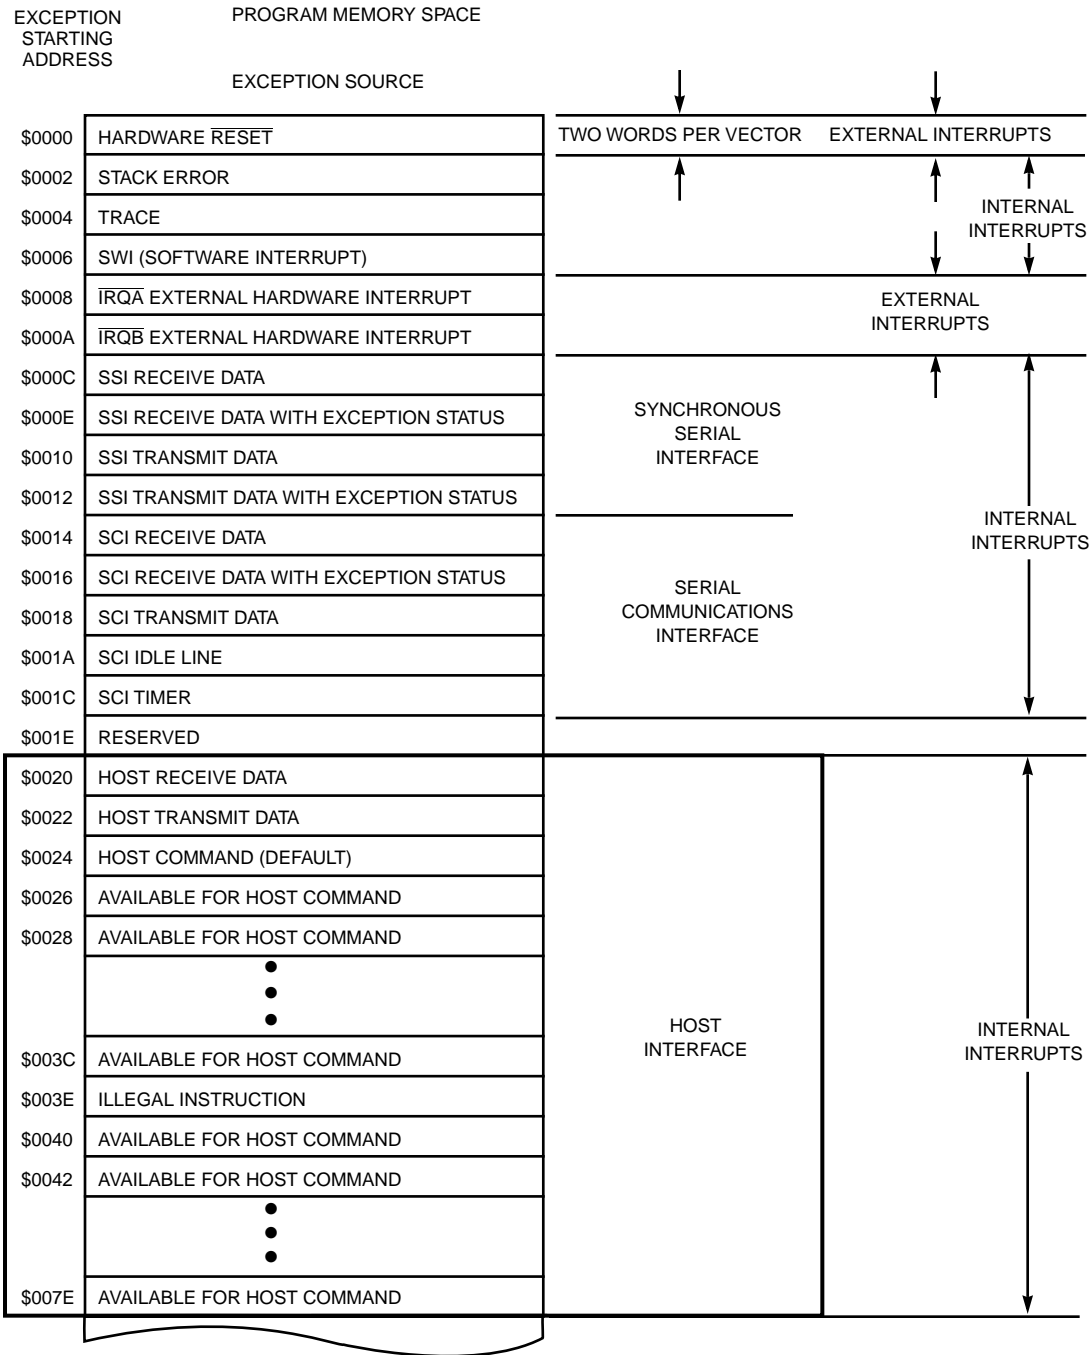 EXCEPTION
STARTING
ADDRESS
PROGRAM MEMORY SPACE
EXCEPTION SOURCE
$0000 HARDWARE RESET
TWO WORDS PER VECTOR
EXTERNAL INTERRUPTS
$0002 STACK ERROR
$0004 TRACE
INTERNAL
INTERRUPTS
$0006 SWI (SOFTWARE INTERRUPT)
$0008 IRQA EXTERNAL HARDWARE INTERRUPT
EXTERNAL
INTERRUPTS
$000A IRQB EXTERNAL HARDWARE INTERRUPT
$000C SSI RECEIVE DATA
$000E SSI RECEIVE DATA WITH EXCEPTION STATUS
SYNCHRONOUS
SERIAL
INTERFACE
$0010 SSI TRANSMIT DATA
$0012 SSI TRANSMIT DATA WITH EXCEPTION STATUS
INTERNAL
INTERRUPTS
$0014 SCI RECEIVE DATA
$0016 SCI RECEIVE DATA WITH EXCEPTION STATUS
SERIAL
COMMUNICATIONS
INTERFACE
$0018 SCI TRANSMIT DATA
$001A SCI IDLE LINE
$001C SCI TIMER
$001E RESERVED
$0020 HOST RECEIVE DATA
$0022 HOST TRANSMIT DATA
$0024 HOST COMMAND (DEFAULT)
$0026 AVAILABLE FOR HOST COMMAND
$0028 AVAILABLE FOR HOST COMMAND
HOST
INTERFACE
INTERNAL
INTERRUPTS
$003C AVAILABLE FOR HOST COMMAND
$003E ILLEGAL INSTRUCTION
$0040 AVAILABLE FOR HOST COMMAND
$0042 AVAILABLE FOR HOST COMMAND
$007E AVAILABLE FOR HOST COMMAND